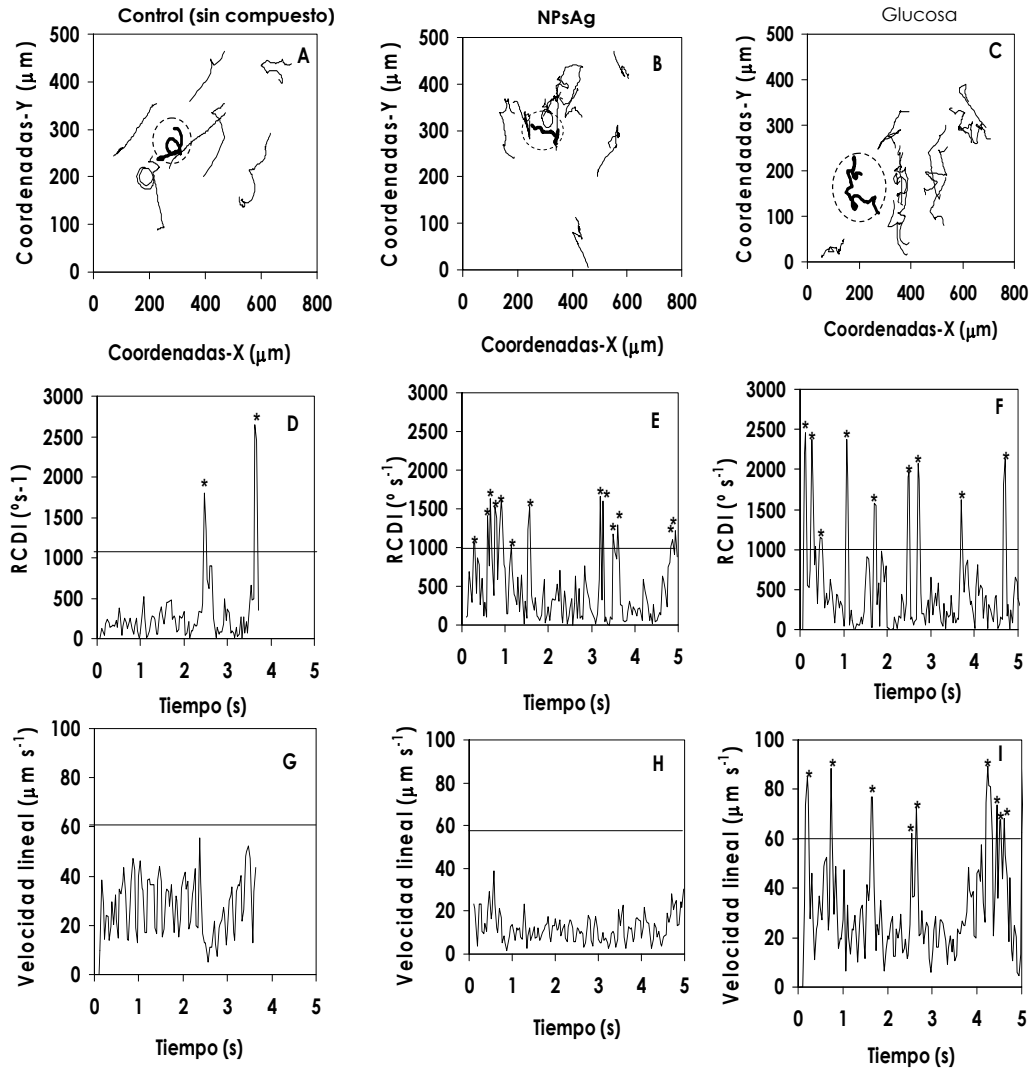 Control (sin compuesto)
NPsAg
Glucosa
Coordenadas-Y (μm)
500
400
300
200
100
0
A
0 200 400 600 800
Coordenadas-X (μm)
Coordenadas-Y (μm)
500
400
300
200
100
0
B
0 200 400 600 800
Coordenadas-X (μm)
Coordendadas-Y (μm)
500
400
300
200
100
0
C
0 200 400 600 800
Coordenadas-X (μm)
RCDI (ºs-1)
3000
2500
2000
1500
1000
500
0
D
*
*
0 1 2 3 4 5
Tiempo (s)
RCDI (º s-1)
3000
2500
2000
1500
1000
500
0
E
* * * * * * * * * * * * *
0 1 2 3 4 5
Tiempo (s)
RCDI (º s-1)
3000
2500
2000
1500
1000
500
0
F
* * * * * * * * *
0 1 2 3 4 5
Tiempo (s)
Velocidad lineal (μm s-1)
100
80
60
40
20
0
G
0 1 2 3 4 5
Tiempo (s)
Velocidad lineal (μm s-1)
100
80
60
40
20
0
H
0 1 2 3 4 5
Tiempo (s)
Velocidad lineal (μm s-1)
100
80
60
40
20
0
I
* * * * * * * * *
0 1 2 3 4 5
Tiempo (s)